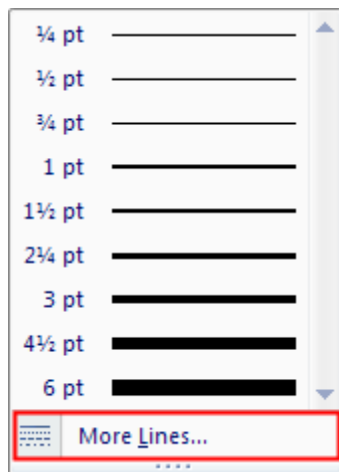 ¼ pt
½ pt
¾ pt
1 pt
1½ pt
2¼ pt
3 pt
4½ pt
6 pt
More Lines...